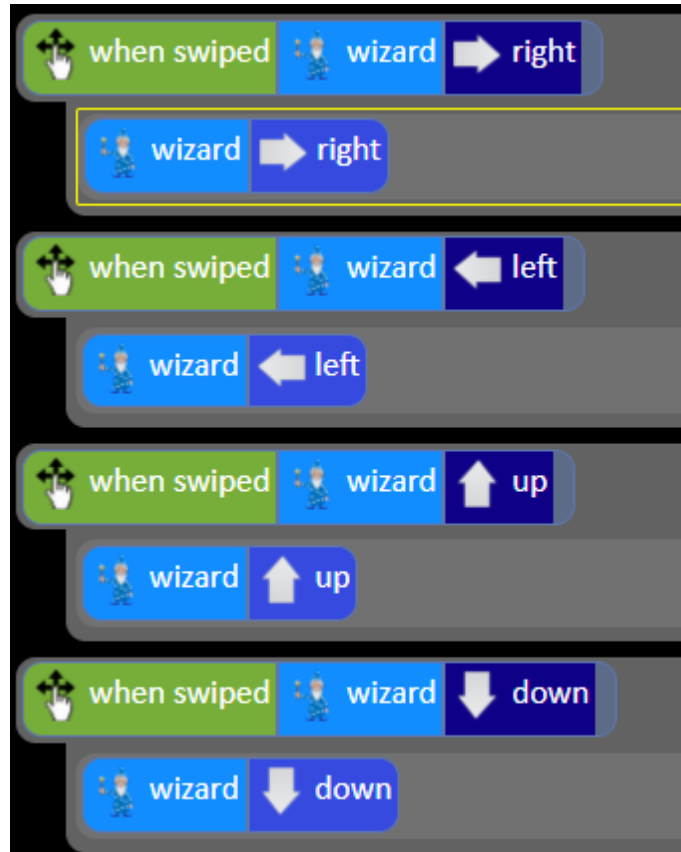 when swiped wizard right
wizard right
when swiped wizard left
wizard left
when swiped wizard up
wizard up
when swiped wizard down
wizard down